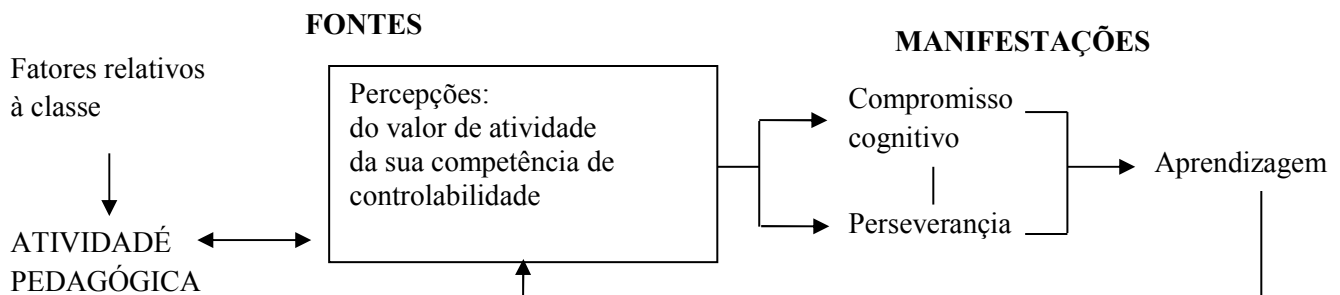 FONTES
MANIFESTAÇÕES
Fatores relativos
à classe
Percepções:
do valor de atividade
da sua competência de
controlabilidade
Compromisso
cognitivo
Aprendizagem
Perseverançia
ATIVIDADÉ
PEDAGÓGICA